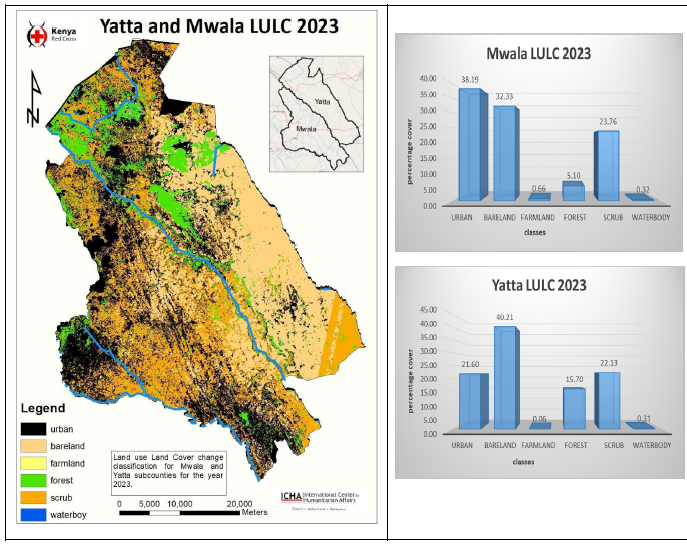 Yatta and Mwala LULC 2023
Kenya
Red Cross
N
Yatta
Mwala
Legend
urban
bareland
farmland
forest
scrub
waterboy
Land use Land Cover change
classification for Mwala and
Yatta subcounties for the year
2023.
0 5,000 10,000 20,000
Meters
ICHA International Center for
Humanitarian Affairs
Mwala LULC 2023
percentage cover
40.00
35.00
30.00
25.00
20.00
15.00
10.00
5.00
0.00
38.19
32.33
0.66
5.10
23.76
0.32
URBAN BARELAND FARMLAND FOREST SCRUB WATERBODY
classes
Yatta LULC 2023
percentage cover
45.00
40.00
35.00
30.00
25.00
20.00
15.00
10.00
5.00
0.00
21.60
40.21
0.06
15.70
22.13
0.31
URBAN BARELAND FARMLAND FOREST SCRUB WATERBODY
classes